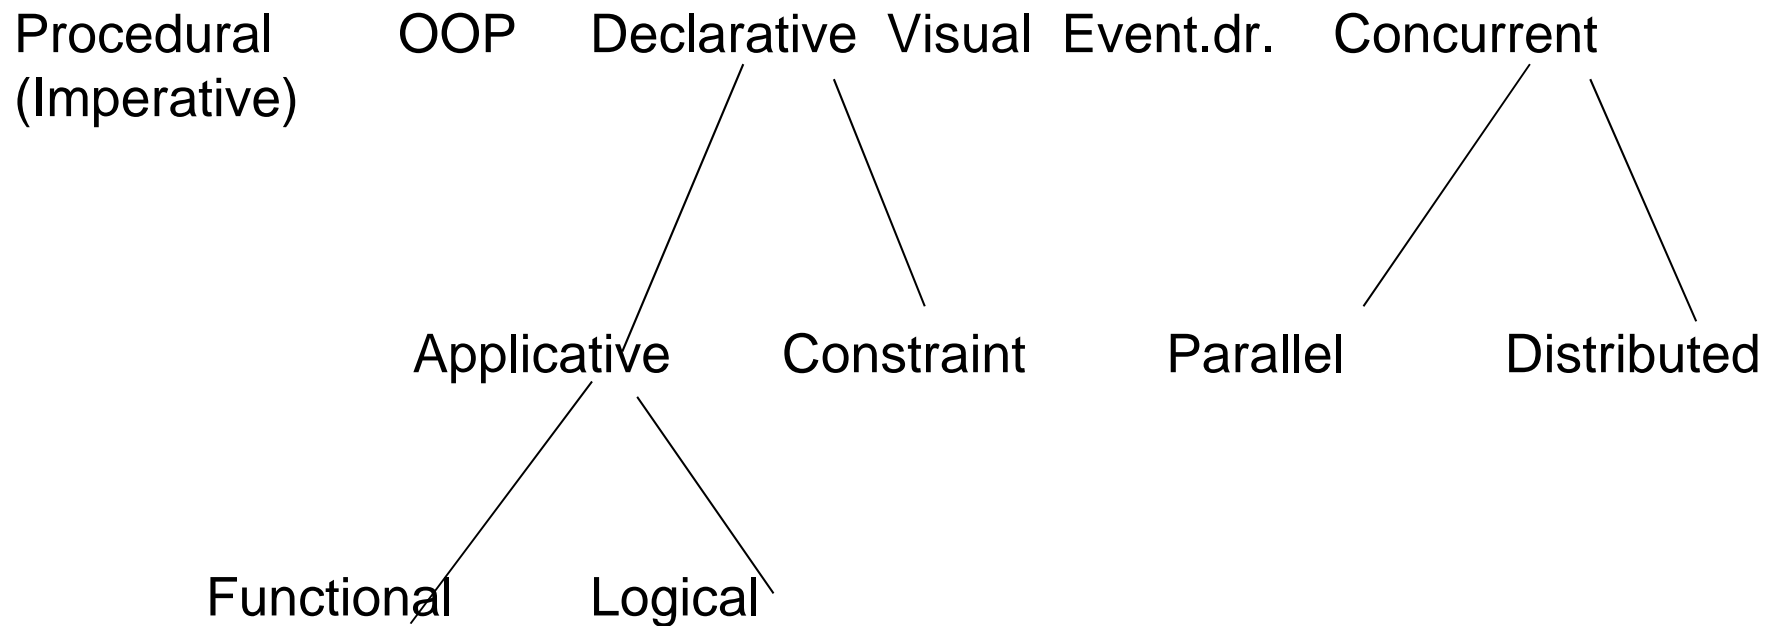 Procedural OOP Declarative Visual Event.dr. Concurrent
(Imperative)
Applicative Constraint Parallel Distributed
Functional Logical